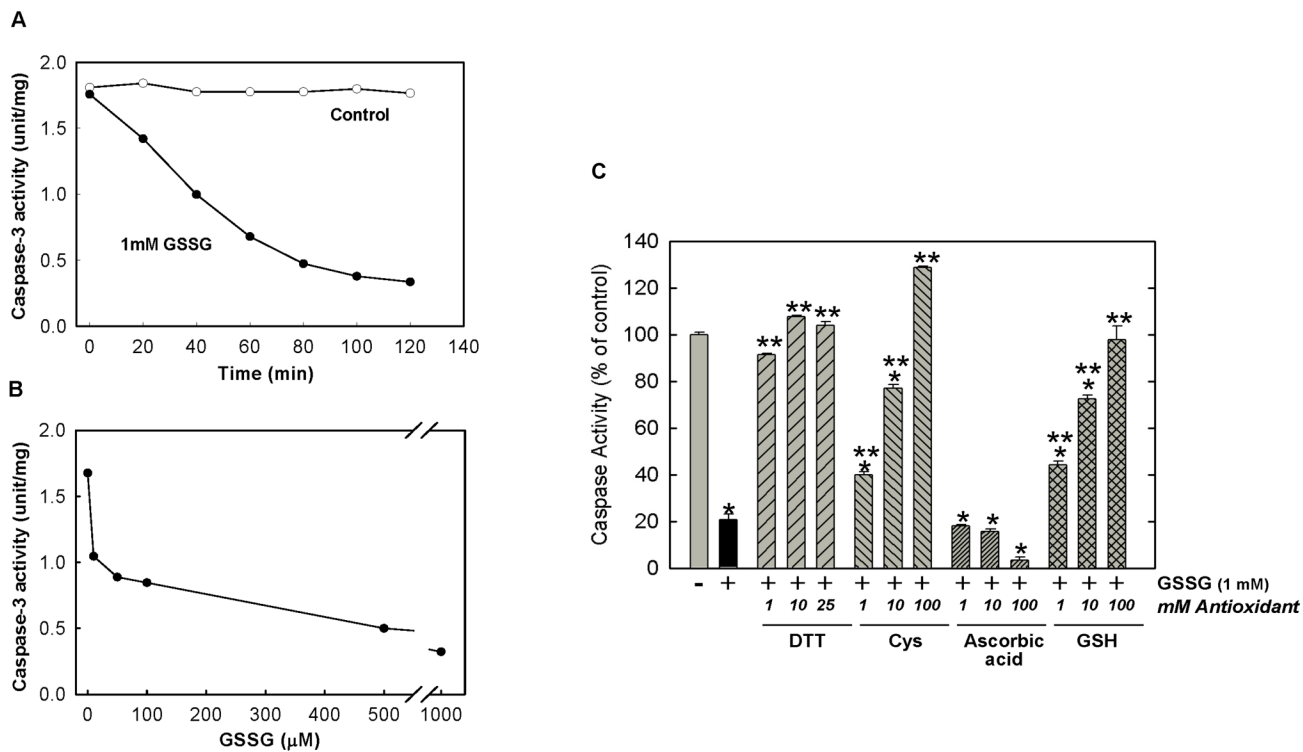 A
Caspase-3 activity (unit/mg)
2.0
1.5
1.0
0.5
0.0
Control
1mM GSSG
0 20 40 60 80 100 120 140
Time (min)
B
Caspase-3 activity (unit/mg)
2.0
1.5
1.0
0.5
0.0
0 100 200 300 400 500 1000
GSSG (μM)
C
Caspase Activity (% of control)
140
120
100
80
60
40
20
0
*
**
**
**
**
*
**
*
**
*
*
*
**
*
**
*
**
- + + + + + + + + + + + + + GSSG (1 mM)
1 10 25 1 10 100 1 10 100 1 10 100 mM Antioxidant
DTT Cys Ascorbic acid GSH